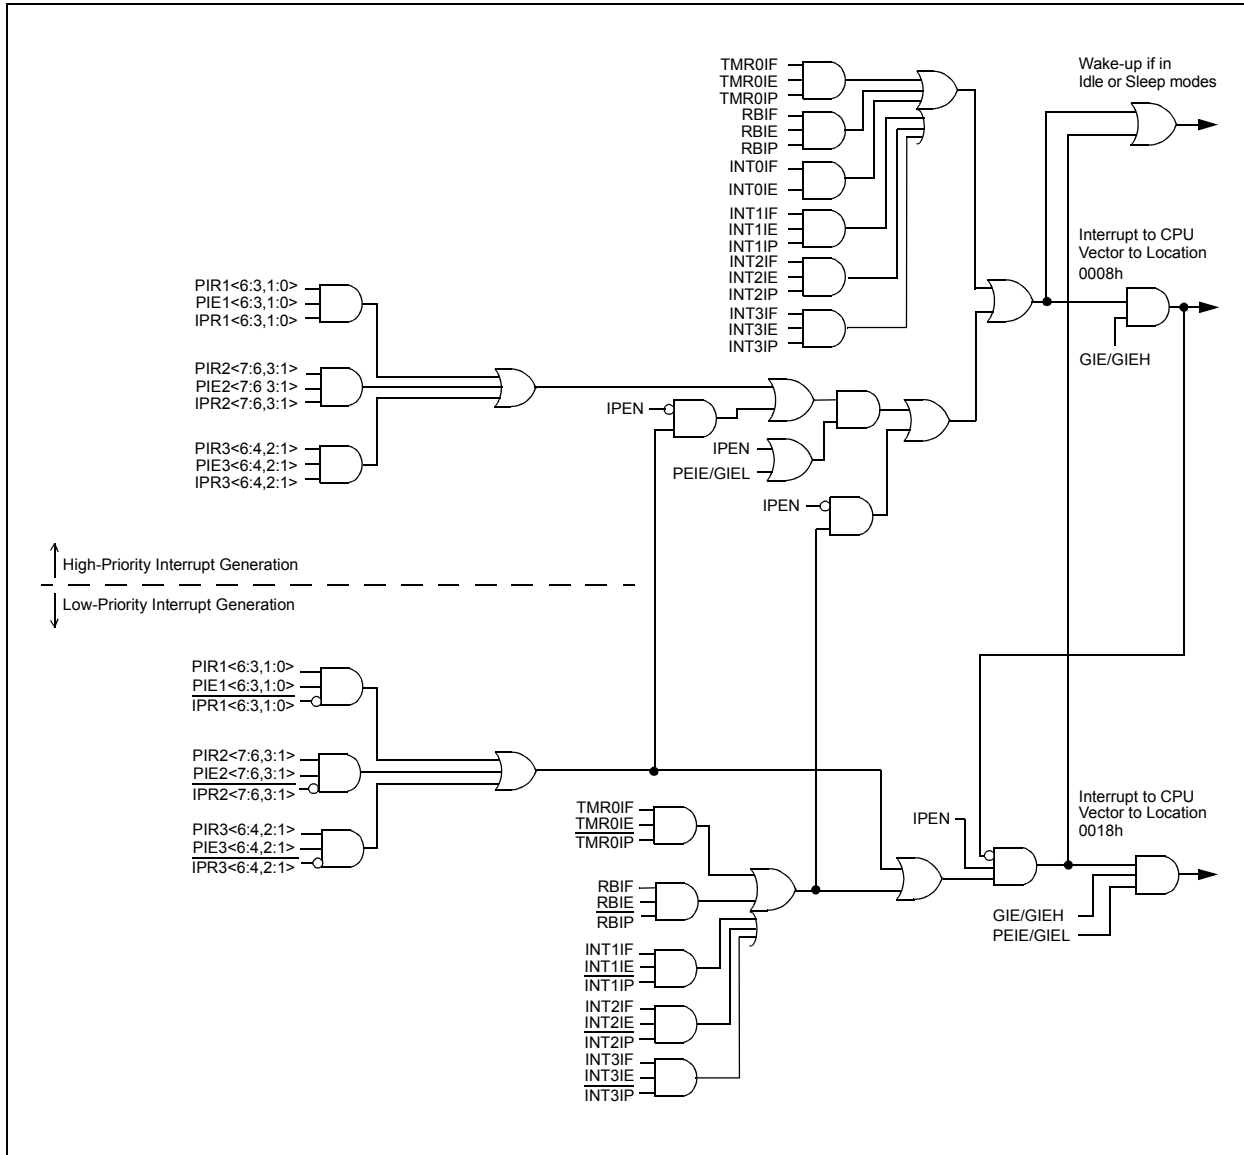 TMR0IF
TMR0IE
TMR0IP
RBIF
RBIE
RBIP
INT0IF
INT0IE
INT1IF
INT1IE
INT1IP
INT2IF
INT2IE
INT2IP
INT3IF
INT3IE
INT3IP
Wake-up if in
Idle or Sleep modes
Interrupt to CPU
Vector to Location
0008h
GIE/GIEH
PIR1<6:3,1:0>
PIE1<6:3,1:0>
IPR1<6:3,1:0>
PIR2<7:6,3:1>
PIE2<7:6 3:1>
IPR2<7:6,3:1>
PIR3<6:4,2:1>
PIE3<6:4,2:1>
IPR3<6:4,2:1>
IPEN
IPEN
PEIE/GIEL
IPEN
High-Priority Interrupt Generation
Low-Priority Interrupt Generation
PIR1<6:3,1:0>
PIE1<6:3,1:0>
IPR1<6:3,1:0>
PIR2<7:6,3:1>
PIE2<7:6,3:1>
IPR2<7:6,3:1>
PIR3<6:4,2:1>
PIE3<6:4,2:1>
IPR3<6:4,2:1>
TMR0IF
TMR0IE
TMR0IP
RBIF
RBIE
RBIP
INT1IF
INT1IE
INT1IP
INT2IF
INT2IE
INT2IP
INT3IF
INT3IE
INT3IP
IPEN
Interrupt to CPU
Vector to Location
0018h
GIE/GIEH
PEIE/GIEL